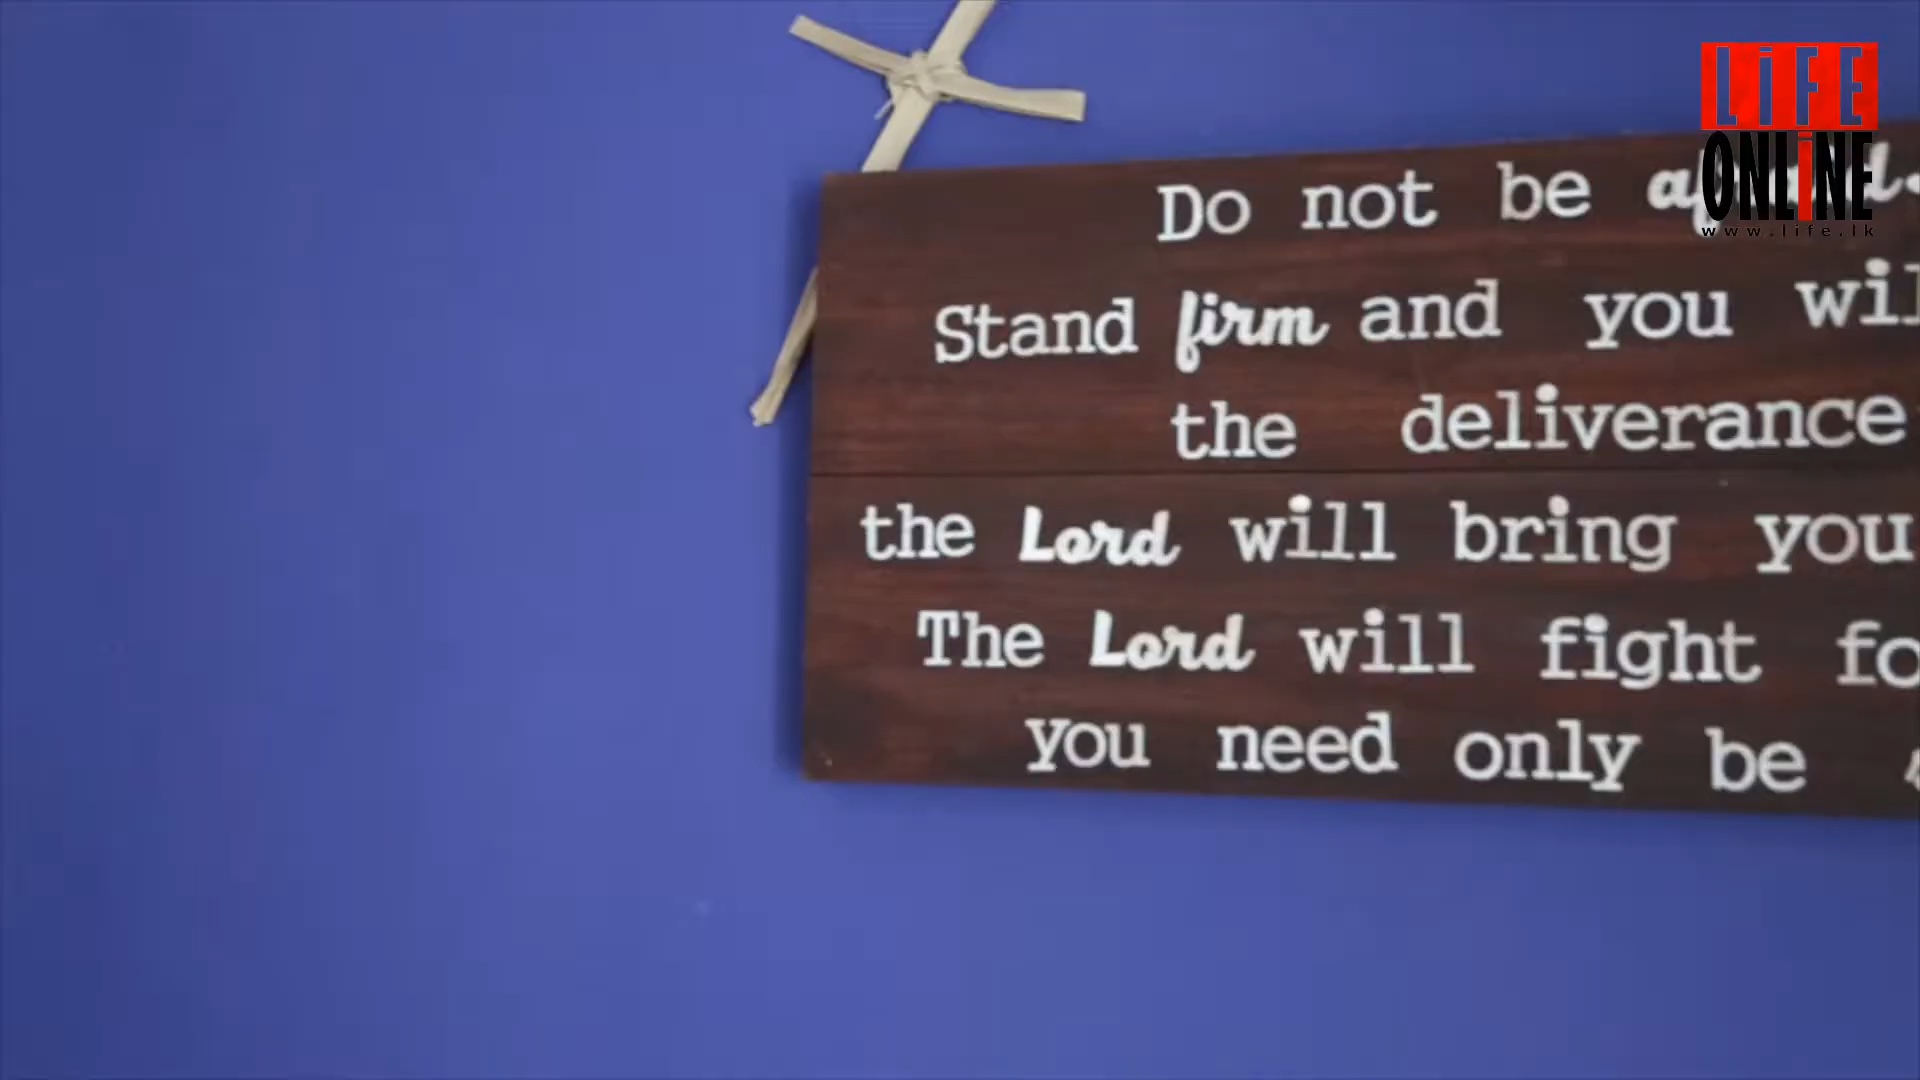 LiFE
ONLiNE
www.life.lk
Do not be
Stand firm and you
the deliverance
the Lord will bring you
The Lord will fight
you need only be